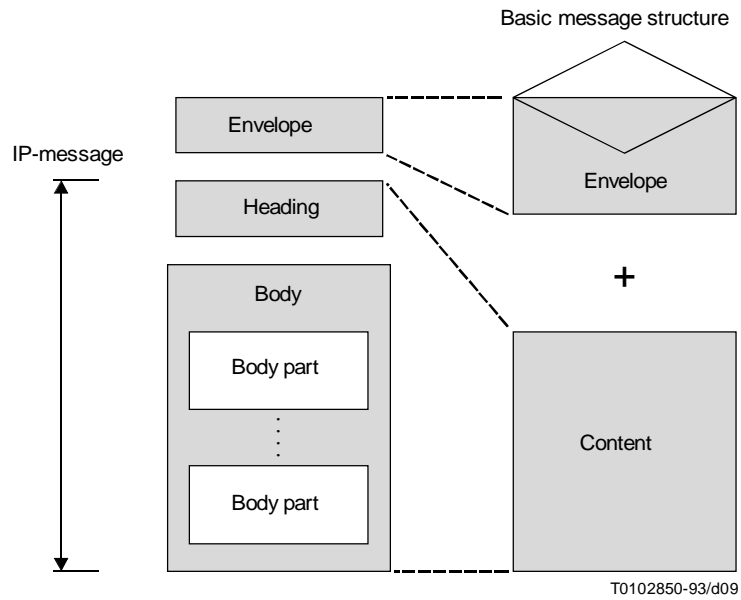 Basic message structure
Envelope
IP-message
Envelope
Heading
+
Body
Body part
Content
Body part
T0102850-93/d09